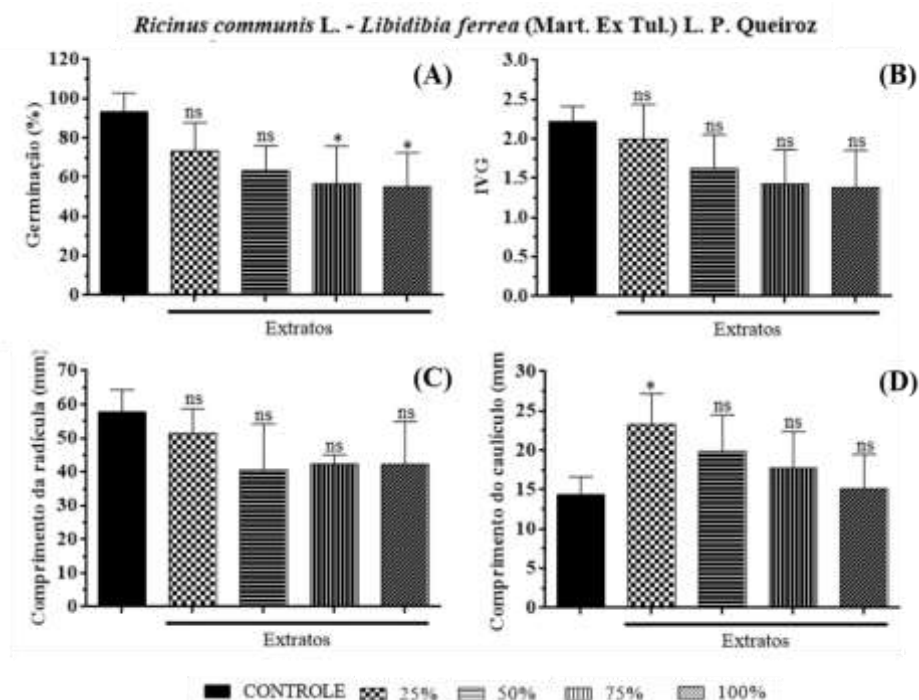 Ricinus communis L. - Libidibia ferrea (Mart. Ex Tul.) L. P. Queiroz
(A)
Germinação (%)
120
100
80
60
40
20
0
ns
ns
*
*
Extratos
(B)
IVG
3.0
2.5
2.0
1.5
1.0
0.5
0.0
ns
ns
ns
ns
Extratos
(C)
Comprimento da radícula (mm)
70
60
50
40
30
20
10
0
ns
ns
ns
ns
Extratos
(D)
Comprimento do caulículo (mm
30
25
20
15
10
5
0
*
ns
ns
ns
Extratos
CONTROLE 25% 50% 75% 100%